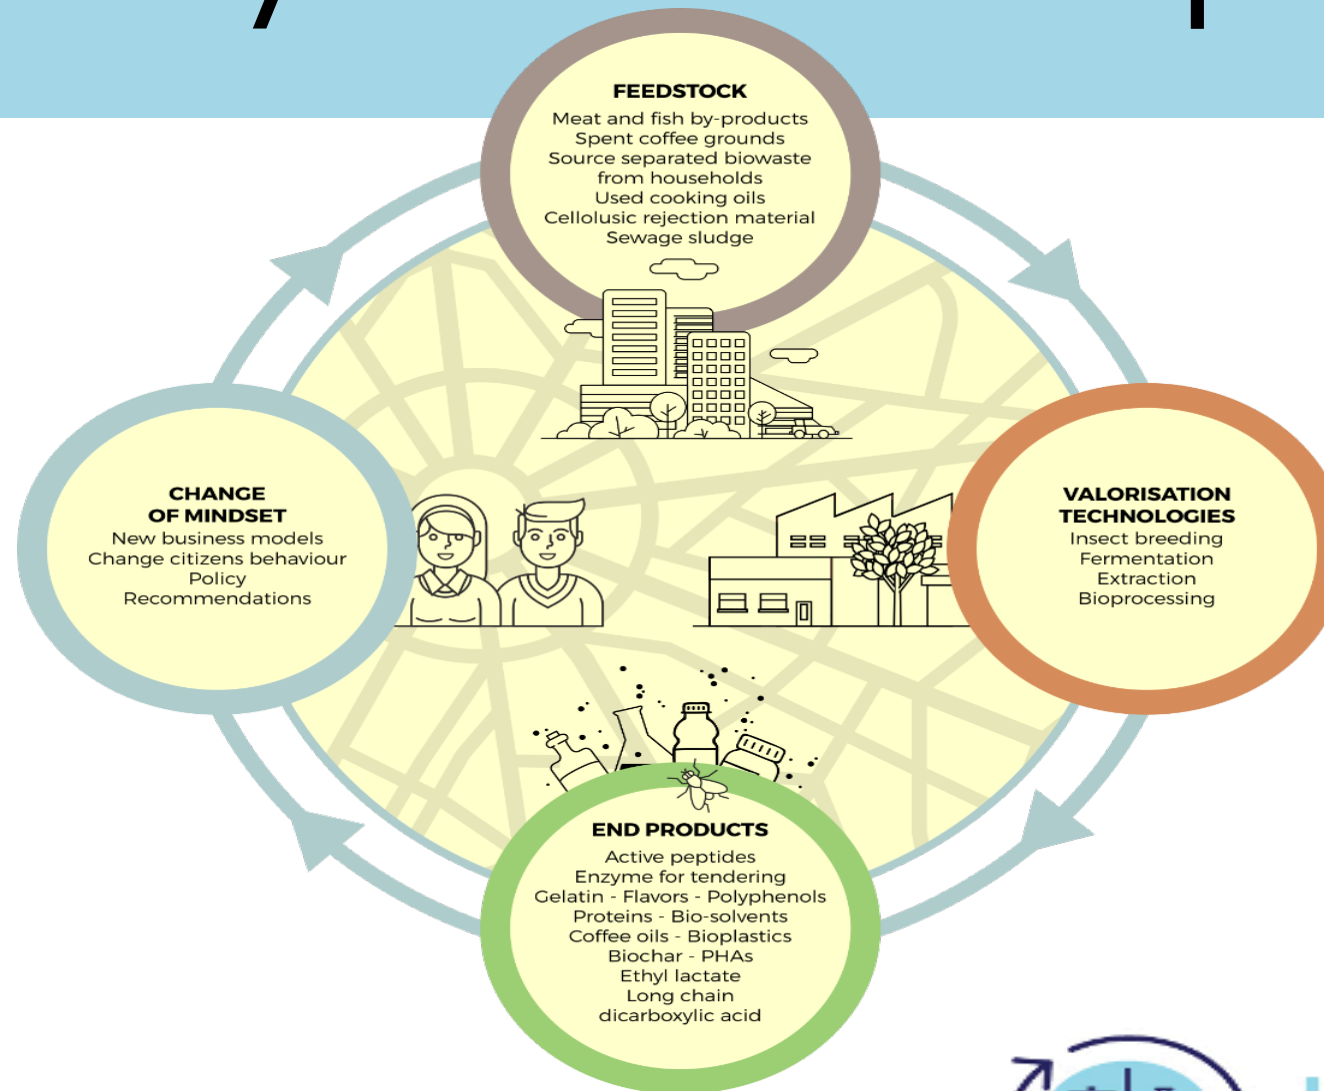 FEEDSTOCK
Meat and fish by-products
Spent coffee grounds
Source separated biowaste
from households
Used cooking oils
Cellolusic rejection material
Sewage sludge
CHANGE
OF MINDSET
New business models
Change citizens behaviour
Policy
Recommendations
VALORISATION
TECHNOLOGIES
Insect breeding
Fermentation
Extraction
Bioprocessing
END PRODUCTS
Active peptides
Enzyme for tendering
Gelatin - Flavors - Polyphenols
Proteins - Bio-solvents
Coffee oils - Bioplastics
Biochar - PHAs
Ethyl lactate
Long chain
dicarboxylic acid